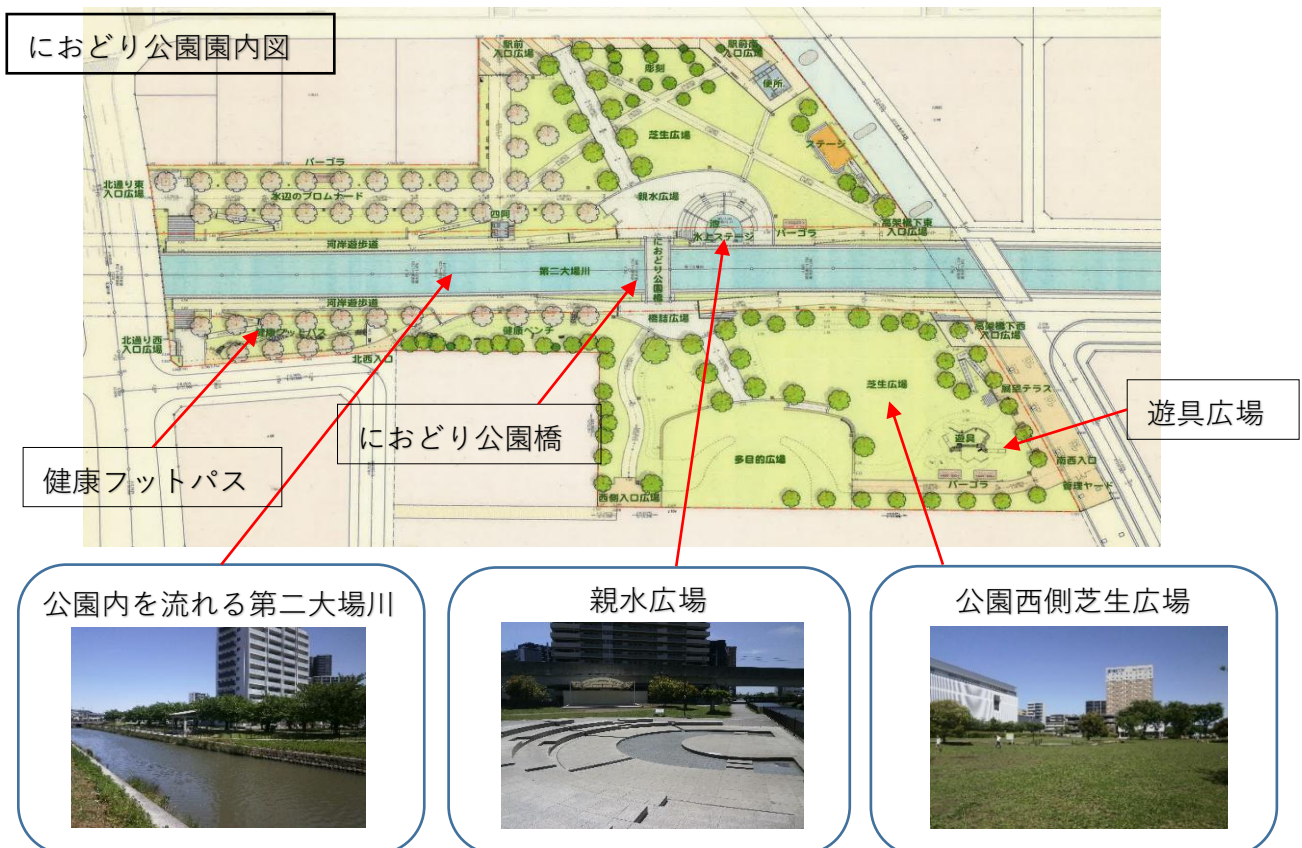 におどり公園園内図
駅前
入口広場
彫刻
駅前南
入口広場
便所
芝生広場
ステージ
パーゴラ
北通り東
入口広場
水辺のプロムナード
四阿
親水広場
池
水上ステージ
パーゴラ
高架橋下東
入口広場
河岸遊歩道
第二大場川
におどり公園橋
河岸遊歩道
橋詰広場
健康フットパス
健康ベンチ
北通り西
入口広場
北西入口
高架橋下西
入口広場
芝生広場
展望テラス
遊具
多目的広場
パーゴラ
南西入口
管理ヤード
西側入口広場
健康フットパス
におどり公園橋
遊具広場
公園内を流れる第二大場川
親水広場
公園西側芝生広場